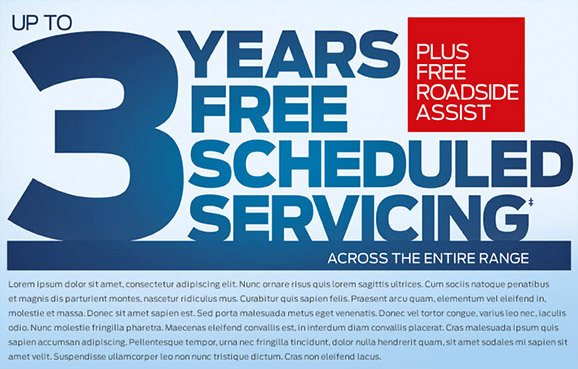 UP TO
3 YEARS
FREE
SCHEDULED
SERVICING‡
PLUS
FREE
ROADSIDE
ASSIST
ACROSS THE ENTIRE RANGE
Lorem ipsum dolor sit amet, consectetur adipiscing elit. Nunc ornare risus quis lorem sagittis ultrices. Cum sociis natoque penatibus
et magnis dis parturient montes, nascetur ridiculus mus. Curabitur quis sapien felis. Praesent arcu quam, elementum vel eleifend in,
molestie et massa. Donec sit amet sapien est. Sed porta malesuada metus eget venenatis. Donec vel tortor congue, varius leo nec, iaculis
odio. Nunc molestie fringilla pharetra. Maecenas eleifend convallis est, in interdum diam convallis placerat. Cras malesuada ipsum quis
sapien accumsan adipiscing. Pellentesque tempor, urna nec fringilla tincidunt, dolor nulla hendrerit quam, sit amet sodales mi sapien sit
amet velit. Suspendisse ullamcorper leo non nunc tristique dictum. Cras non eleifend lacus.